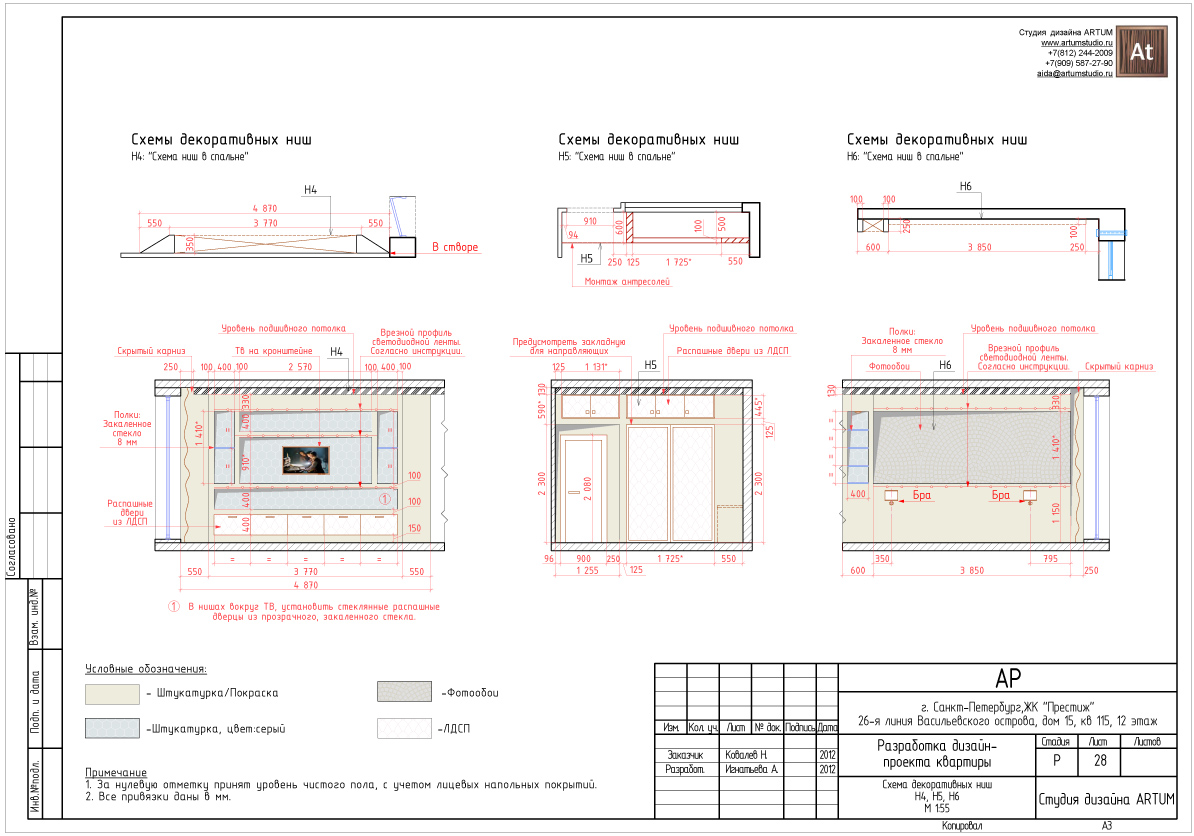 Студия дизайна ARTUM
www.artumstudio.ru
+7(812) 244-2009
+7(909) 587-27-90
aida@artumstudio.ru
At
Схемы декоративных ниш
Н4: "Схема ниш в спальне"
Н4
4 870
550
3 770
550
350
В створе
Схемы декоративных ниш
Н5: "Схема ниш в спальне"
910
94
600
100
500
Н5
250
125
1 725*
550
Монтаж антресолей
Схемы декоративных ниш
Н6: "Схема ниш в спальне"
Н6
100
100
250
100
600
3 850
250
Уровень подшивного потолка
Врезной профиль
светодиодной ленты.
Согласно инструкции.
Скрытый карниз
Тв на кронштейне
Н4
250
100
400
100
2 570
100
400
100
330
400
1 410*
910*
Полки:
Закаленное
стекло
8 мм
=
=
=
=
100
400
1
100
Распашные
двери
из ЛДСП
400
150
=
=
=
=
=
550
3 770
550
4 870
1 В нишах вокруг ТВ, установить стеклянные распашные
дверцы из прозрачного, закаленного стекла.
Уровень подшивного потолка
Предусмотреть закладную
для направляющих
Распашные двери из ЛДСП
125
1 131*
Н5
130
590*
445*
125
2 300
2 080
2 300
96
900
250
1 725*
550
1 255
125
Полки:
Закаленное стекло
8 мм
Уровень подшивного потолка
Врезной профиль
светодиодной ленты.
Согласно инструкции.
Фотообои
Н6
Скрытый карниз
330
=
=
=
=
1 410*
400
Бра
Бра
1 150
350
795
600
3 850
250
Условные обозначения:
- Штукатурка/Покраска
-Фотообои
-Штукатурка, цвет:серый
-ЛДСП
Примечание
1. За нулевую отметку принят уровень чистого пола, с учетом лицевых напольных покрытий.
2. Все привязки даны в мм.
Согласовано
Взам. инд.№
Подп. и дата
Инв.№подл.
АР
г. Санкт-Петербург,ЖК "Престиж"
26-я линия Васильевского острова, дом 15, кв 115, 12 этаж
Изм.
Кол. уч.
Лист
№ док.
Подпись
Дата
Заказчик
Ковалев Н.
2012
Разработ.
Игнатьева А.
2012
Разработка дизайн-
проекта квартиры
Стадия
Лист
Листов
Р
28
Схема декоративных ниш
Н4, Н5, Н6
М 1:55
Студия дизайна ARTUM
Копировал
А3